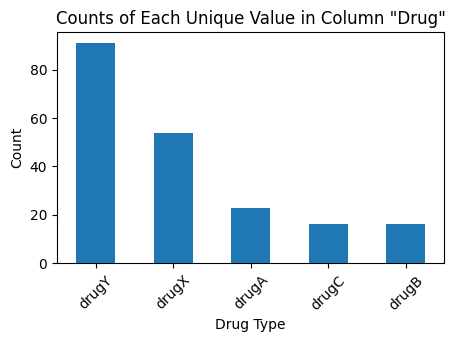 Counts of Each Unique Value in Column "Drug"
80
60
40
20
0
Count
drugY
drugX
drugA
drugC
drugB
Drug Type